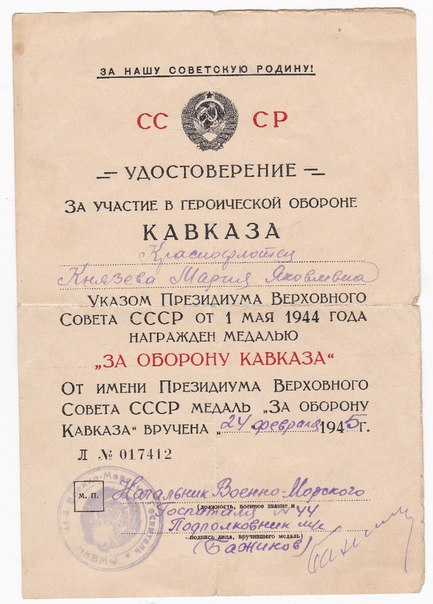 ЗА НАШУ СОВЕТСКУЮ РОДИНУ!
СС СР
УДОСТОВЕРЕНИЕ
ЗА УЧАСТИЕ В ГЕРОИЧЕСКОЙ ОБОРОНЕ
КАВКАЗА
Краснофлотец
Князева Мария Яковлевна
УКАЗОМ ПРЕЗИДИУМА ВЕРХОВНОГО
СОВЕТА СССР ОТ 1 МАЯ 1944 ГОДА
НАГРАЖДЕН МЕДАЛЬЮ
„ЗА ОБОРОНУ КАВКАЗА“
ОТ ИМЕНИ ПРЕЗИДИУМА ВЕРХОВНОГО
СОВЕТА СССР МЕДАЛЬ „ЗА ОБОРОНУ
КАВКАЗА“ ВРУЧЕНА „24 февраля 1945 г.
Л № 017412
М. П.
Начальник Военно-Морского
Госпиталя N 44
(должность, воинское звание и
Подполковник м/с
подпись лица, вручившего медаль)
(Бажиков)